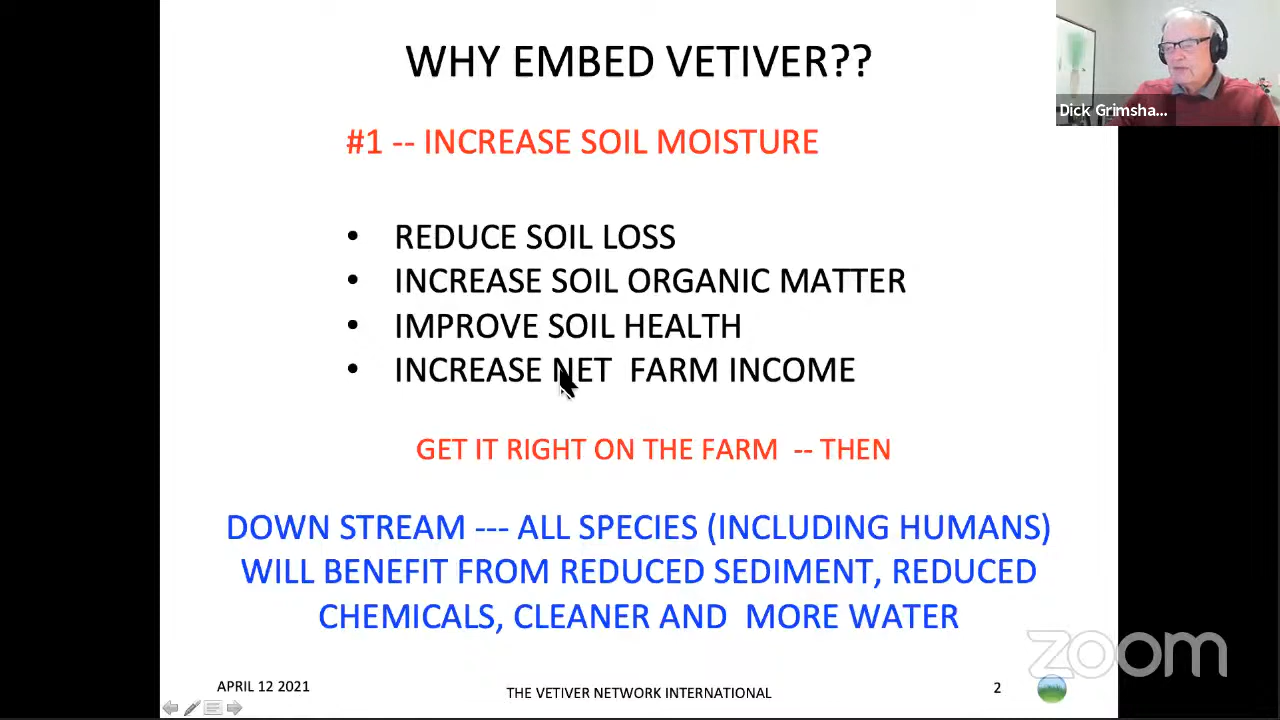 WHY EMBED VETIVER??
Dick Grimsha...
#1 -- INCREASE SOIL MOISTURE
• REDUCE SOIL LOSS
• INCREASE SOIL ORGANIC MATTER
• IMPROVE SOIL HEALTH
• INCREASE NET FARM INCOME
GET IT RIGHT ON THE FARM -- THEN
DOWN STREAM --- ALL SPECIES (INCLUDING HUMANS)
WILL BENEFIT FROM REDUCED SEDIMENT, REDUCED
CHEMICALS, CLEANER AND MORE WATER
zoom
APRIL 12 2021
THE VETIVER NETWORK INTERNATIONAL
2